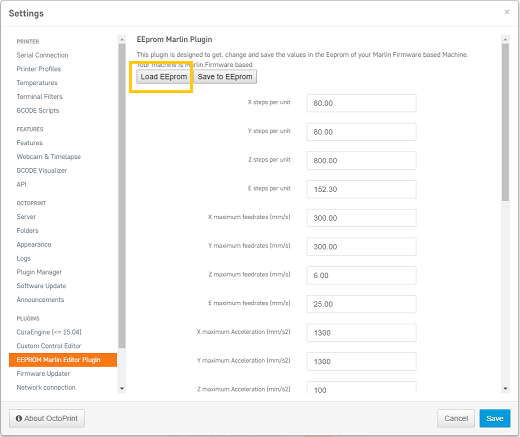 Settings
×
PRINTER
Serial Connection
Printer Profiles
Temperatures
Terminal Filters
GCODE Scripts
FEATURES
Features
Webcam & Timelapse
GCODE Visualizer
API
OCTOPRINT
Server
Folders
Appearance
Logs
Plugin Manager
Software Update
Announcements
PLUGINS
CuraEngine (<= 15.04)
Custom Control Editor
EEPROM Marlin Editor Plugin
Firmware Updater
Network connection
EEprom Marlin Plugin
This plugin is designed to get, change and save the values in the Eeprom of your Marlin Firmware based Machine.
Your machine is Marlin Firmware based
Load EEprom Save to EEprom
X steps per unit 80.00
Y steps per unit 80.00
Z steps per unit 800.00
E steps per unit 152.30
X maximum feedrates (mm/s) 300.00
Y maximum feedrates (mm/s) 300.00
Z maximum feedrates (mm/s) 6.00
E maximum feedrates (mm/s) 25.00
X maximum Acceleration (mm/s2) 1300
Y maximum Acceleration (mm/s2) 1300
Z maximum Acceleration (mm/s2) 100
About OctoPrint
Cancel Save